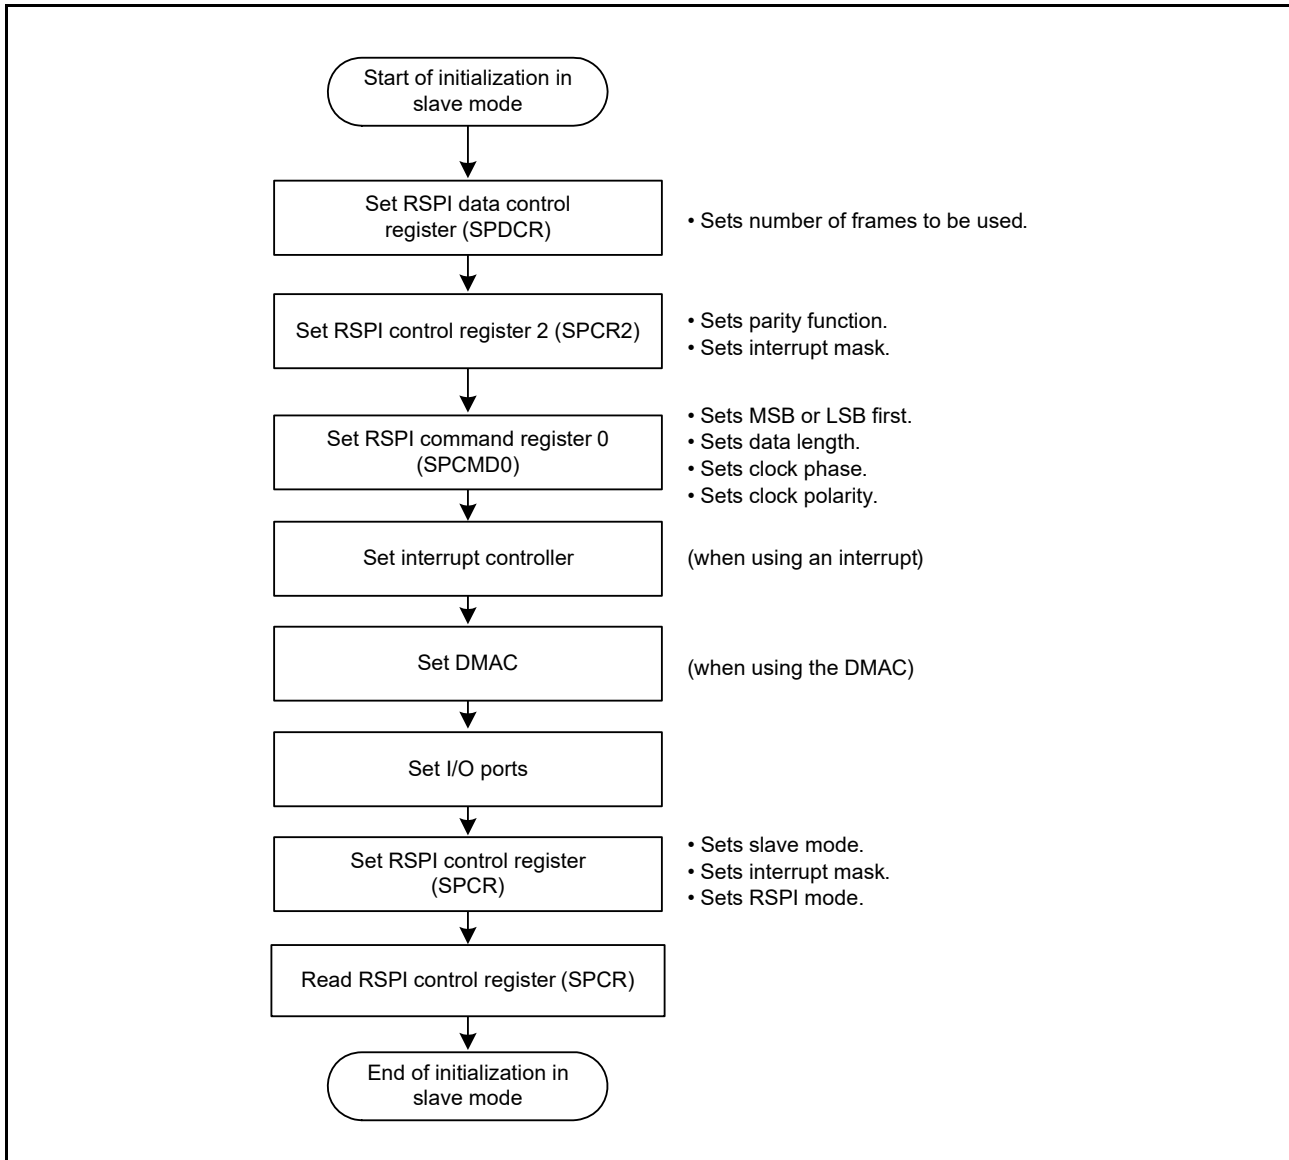 Start of initialization in
slave mode
Set RSPI data control
register (SPDCR)
• Sets number of frames to be used.
Set RSPI control register 2 (SPCR2)
• Sets parity function.
• Sets interrupt mask.
Set RSPI command register 0
(SPCMD0)
• Sets MSB or LSB first.
• Sets data length.
• Sets clock phase.
• Sets clock polarity.
Set interrupt controller
(when using an interrupt)
Set DMAC
(when using the DMAC)
Set I/O ports
Set RSPI control register
(SPCR)
• Sets slave mode.
• Sets interrupt mask.
• Sets RSPI mode.
Read RSPI control register (SPCR)
End of initialization in
slave mode